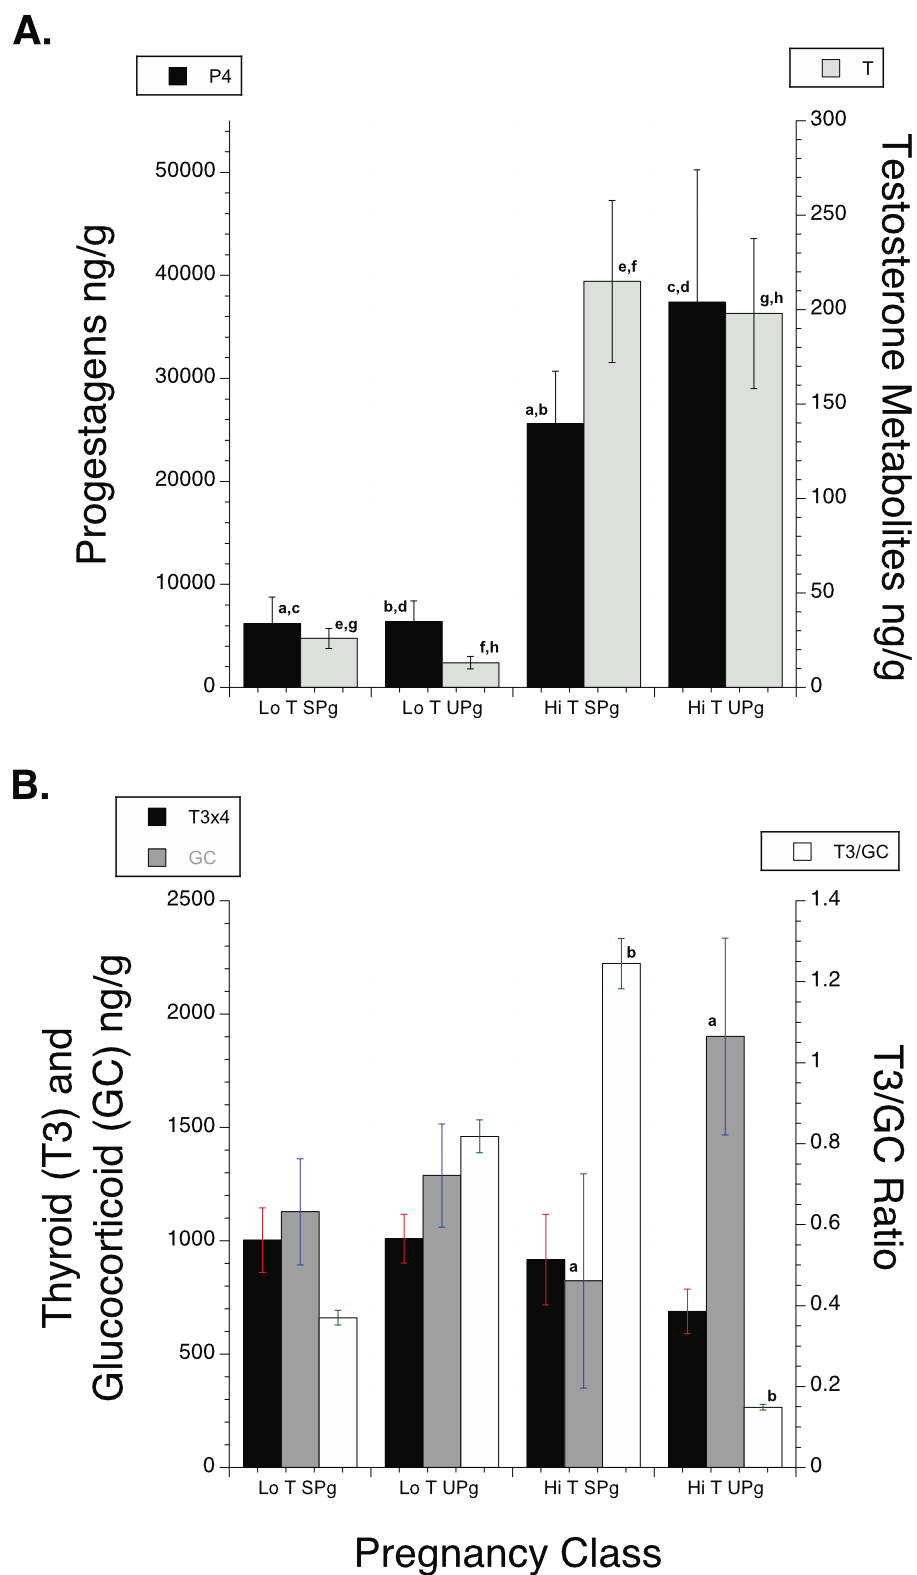 A.
P4
T
50000
40000
30000
20000
10000
0
300
250
200
150
100
50
0
Progestagens ng/g
Testosterone Metabolites ng/g
a,c
e,g
b,d
f,h
a,b
e,f
c,d
g,h
Lo T SPg
Lo T UPg
Hi T SPg
Hi T UPg
B.
T3x4
GC
T3/GC
2500
2000
1500
1000
500
0
1.4
1.2
1
0.8
0.6
0.4
0.2
0
Thyroid (T3) and
Glucocorticoid (GC) ng/g
T3/GC Ratio
a
b
a
b
Lo T SPg
Lo T UPg
Hi T SPg
Hi T UPg
Pregnancy Class